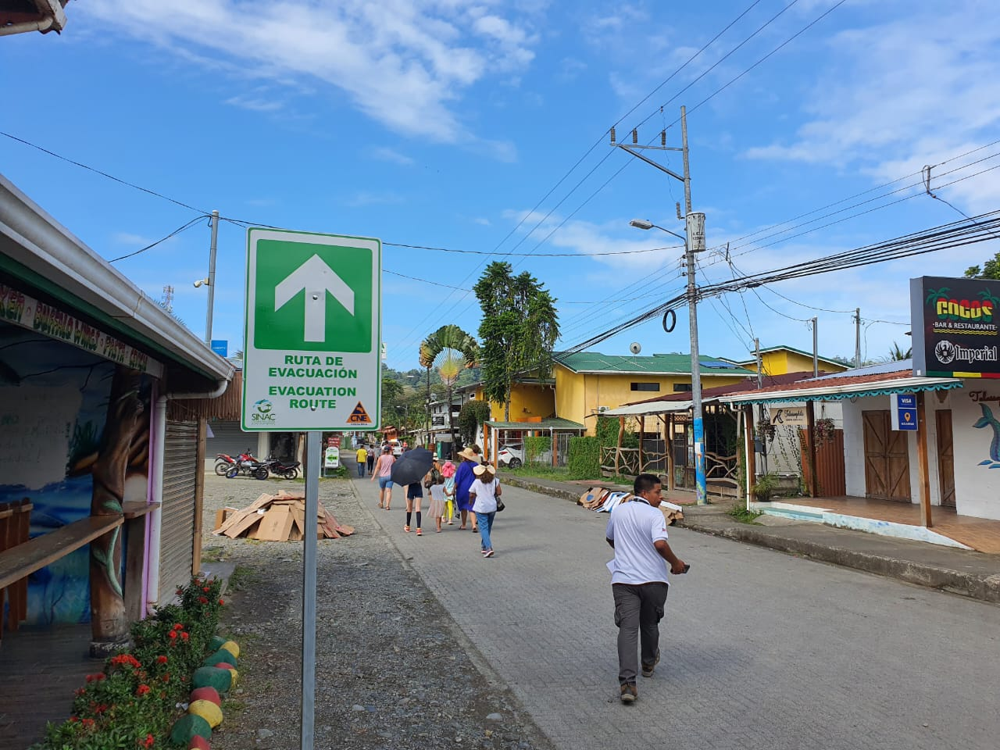 RUTA DE
EVACUACIÓN
EVACUATION
ROUTE
SINAC
CNE
COCOS
·BAR & RESTAURANTE·
Imperial
VISA